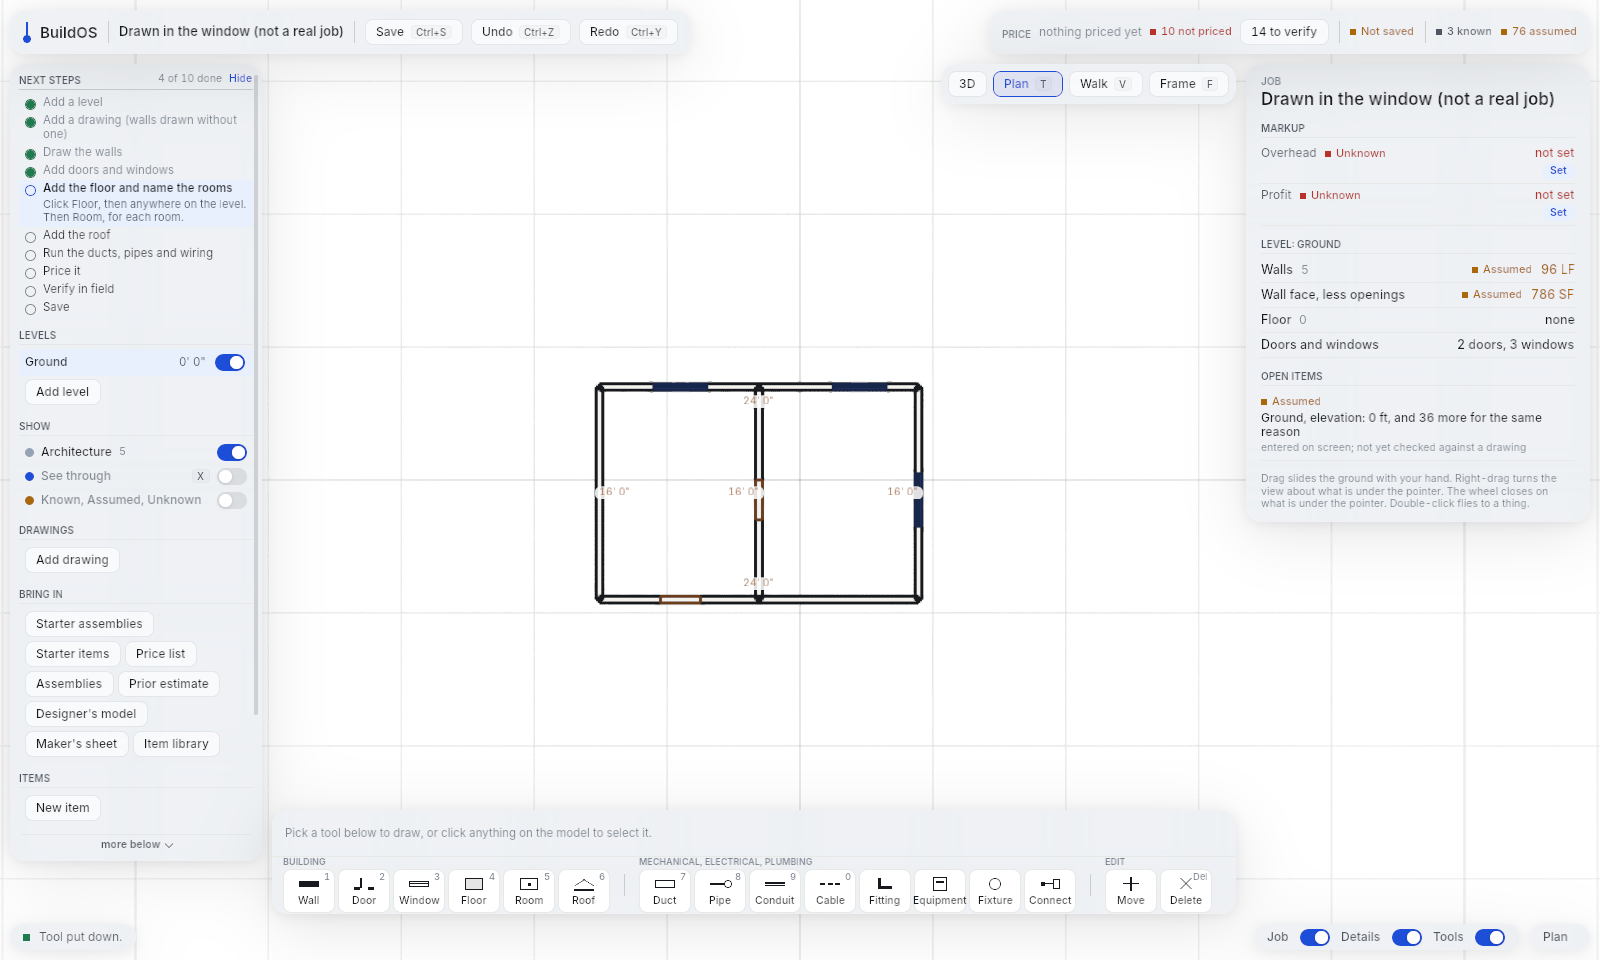 BuildOS
Drawn in the window (not a real job)
Save Ctrl+S
Undo Ctrl+Z
Redo Ctrl+Y
PRICE nothing priced yet
10 not priced
14 to verify
Not saved
3 known
76 assumed
NEXT STEPS 4 of 10 done Hide
Add a level
Add a drawing (walls drawn without
one)
Draw the walls
Add doors and windows
Add the floor and name the rooms
Click Floor, then anywhere on the level.
Then Room, for each room.
Add the roof
Run the ducts, pipes and wiring
Price it
Verify in field
Save
LEVELS
Ground 0' 0"
Add level
SHOW
Architecture 5
See through X
Known, Assumed, Unknown
DRAWINGS
Add drawing
BRING IN
Starter assemblies
Starter items Price list
Assemblies Prior estimate
Designer's model
Maker's sheet Item library
ITEMS
New item
more below
3D
Plan T
Walk V
Frame F
24' 0"
16' 0" 16' 0" 16' 0"
24' 0"
JOB
Drawn in the window (not a real job)
MARKUP
Overhead Unknown not set
Set
Profit Unknown not set
Set
LEVEL: GROUND
Walls 5 Assumed 96 LF
Wall face, less openings Assumed 786 SF
Floor 0 none
Doors and windows 2 doors, 3 windows
OPEN ITEMS
Assumed
Ground, elevation: 0 ft, and 36 more for the same
reason
entered on screen; not yet checked against a drawing
Drag slides the ground with your hand. Right-drag turns the
view about what is under the pointer. The wheel closes on
what is under the pointer. Double-click flies to a thing.
Pick a tool below to draw, or click anything on the model to select it.
BUILDING
1 2 3 4 5 6
Wall Door Window Floor Room Roof
MECHANICAL, ELECTRICAL, PLUMBING
7 8 9 0
Duct Pipe Conduit Cable Fitting Equipment Fixture Connect
EDIT
Del
Move Delete
Tool put down.
Job Details Tools Plan